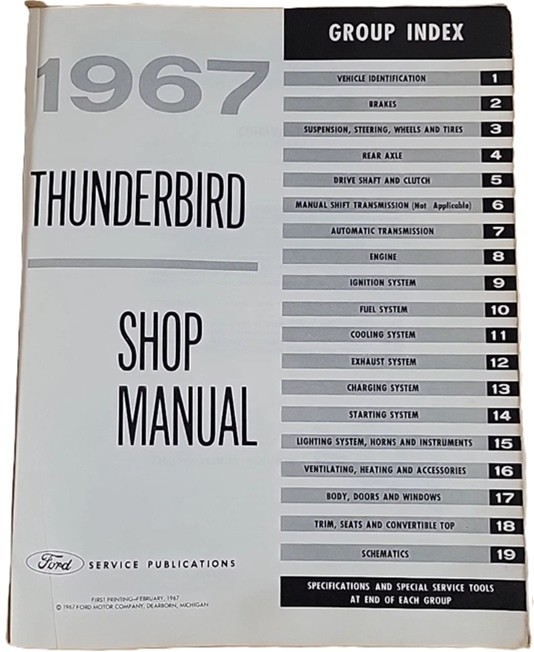 1967
THUNDERBIRD
SHOP
MANUAL
Ford SERVICE PUBLICATIONS
FIRST PRINTING—FEBRUARY, 1967
© 1967 FORD MOTOR COMPANY, DEARBORN, MICHIGAN
GROUP INDEX
VEHICLE IDENTIFICATION 1
BRAKES 2
SUSPENSION, STEERING, WHEELS AND TIRES 3
REAR AXLE 4
DRIVE SHAFT AND CLUTCH 5
MANUAL SHIFT TRANSMISSION (Not Applicable) 6
AUTOMATIC TRANSMISSION 7
ENGINE 8
IGNITION SYSTEM 9
FUEL SYSTEM 10
COOLING SYSTEM 11
EXHAUST SYSTEM 12
CHARGING SYSTEM 13
STARTING SYSTEM 14
LIGHTING SYSTEM, HORNS AND INSTRUMENTS 15
VENTILATING, HEATING AND ACCESSORIES 16
BODY, DOORS AND WINDOWS 17
TRIM, SEATS AND CONVERTIBLE TOP 18
SCHEMATICS 19
SPECIFICATIONS AND SPECIAL SERVICE TOOLS
AT END OF EACH GROUP